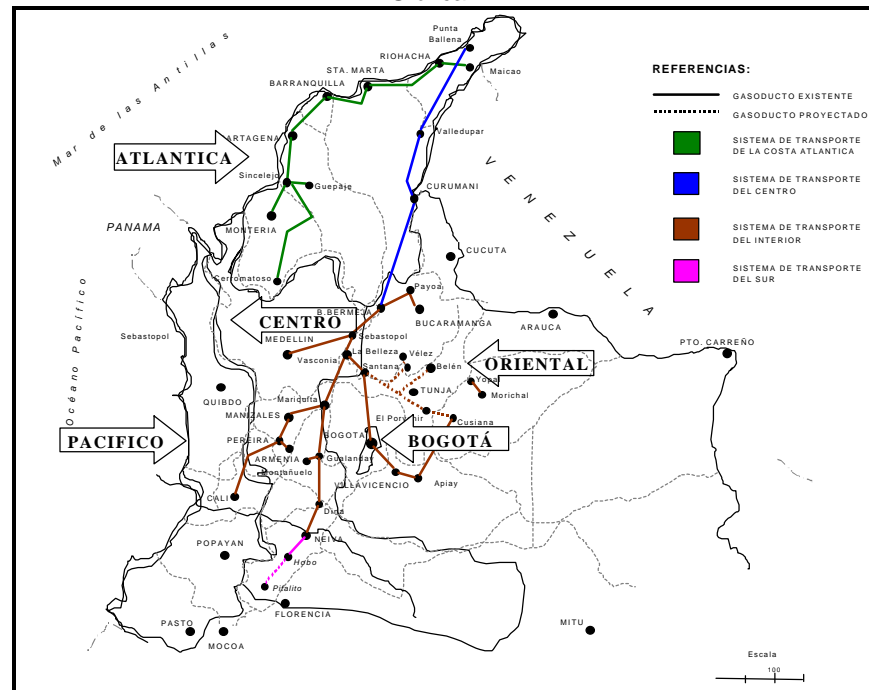 Punta
Ballena
RIOHACHA
Maicao
STA. MARTA
BARRANQUILLA
Mar de las Antillas
REFERENCIAS:
GASODUCTO EXISTENTE
GASODUCTO PROYECTADO
SISTEMA DE TRANSPORTE
DE LA COSTA ATLANTICA
SISTEMA DE TRANSPORTE
DEL CENTRO
SISTEMA DE TRANSPORTE
DEL INTERIOR
SISTEMA DE TRANSPORTE
DEL SUR
ARTAGENA
Valledupar
ATLANTICA
VENEZUELA
Sincelejo
Guepaje
CURUMANI
PANAMA
MONTERIA
CUCUTA
Cerromatoso
Payoa
Océano Pacífico
B.BERMEJA
BUCARAMANGA
ARAUCA
CENTRO
Sebastopol
MEDELLIN
Sebastopol
PTO. CARREÑO
La Belleza
Vélez
Vasconia
Santana
Belén
ORIENTAL
Yopal
QUIBDO
TUNJA
Morichal
Mariquita
MANIZALES
El Porvenir
Cusiana
PACIFICO
PEREIRA
BOGOTA
BOGOTÁ
ARMENIA
Gualanday
Montañuelo
VILLAVICENCIO
Apiay
CALI
Dina
NEIVA
POPAYAN
Hobo
Pitalito
FLORENCIA
PASTO
MOCOA
MITU
Escala
100